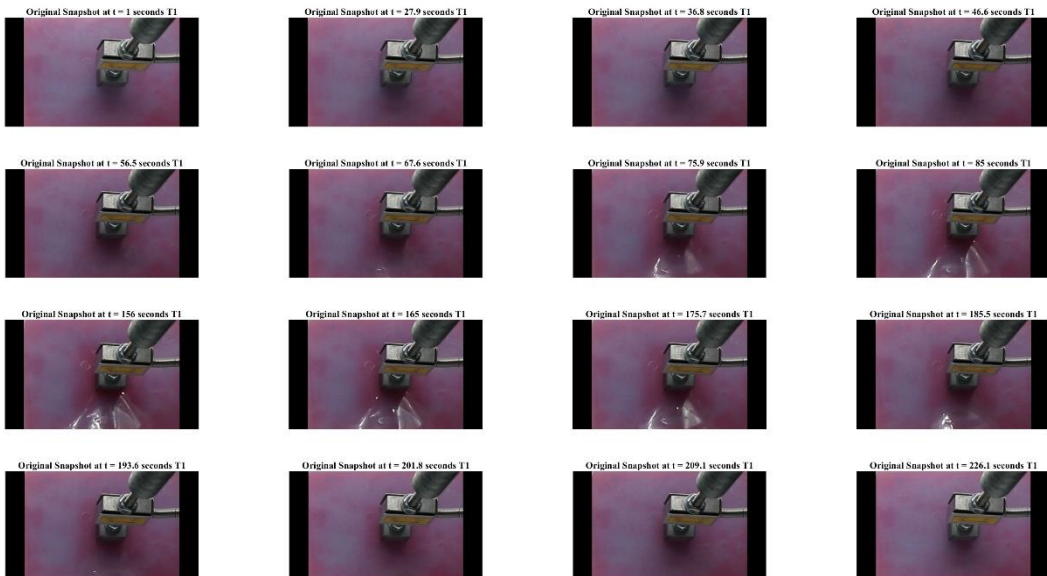 Original Snapshot at t = 1 seconds T1
Original Snapshot at t = 27.9 seconds T1
Original Snapshot at t = 36.8 seconds T1
Original Snapshot at t = 46.6 seconds T1
Original Snapshot at t = 56.5 seconds T1
Original Snapshot at t = 67.6 seconds T1
Original Snapshot at t = 75.9 seconds T1
Original Snapshot at t = 85 seconds T1
Original Snapshot at t = 156 seconds T1
Original Snapshot at t = 165 seconds T1
Original Snapshot at t = 175.7 seconds T1
Original Snapshot at t = 185.5 seconds T1
Original Snapshot at t = 193.6 seconds T1
Original Snapshot at t = 201.8 seconds T1
Original Snapshot at t = 209.1 seconds T1
Original Snapshot at t = 226.1 seconds T1